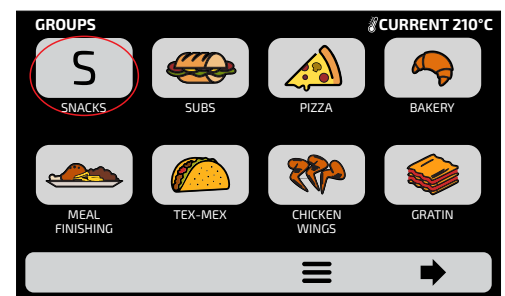 GROUPS
CURRENT 210°C
S
SNACKS
SUBS
PIZZA
BAKERY
MEAL
FINISHING
TEX-MEX
CHICKEN
WINGS
GRATIN